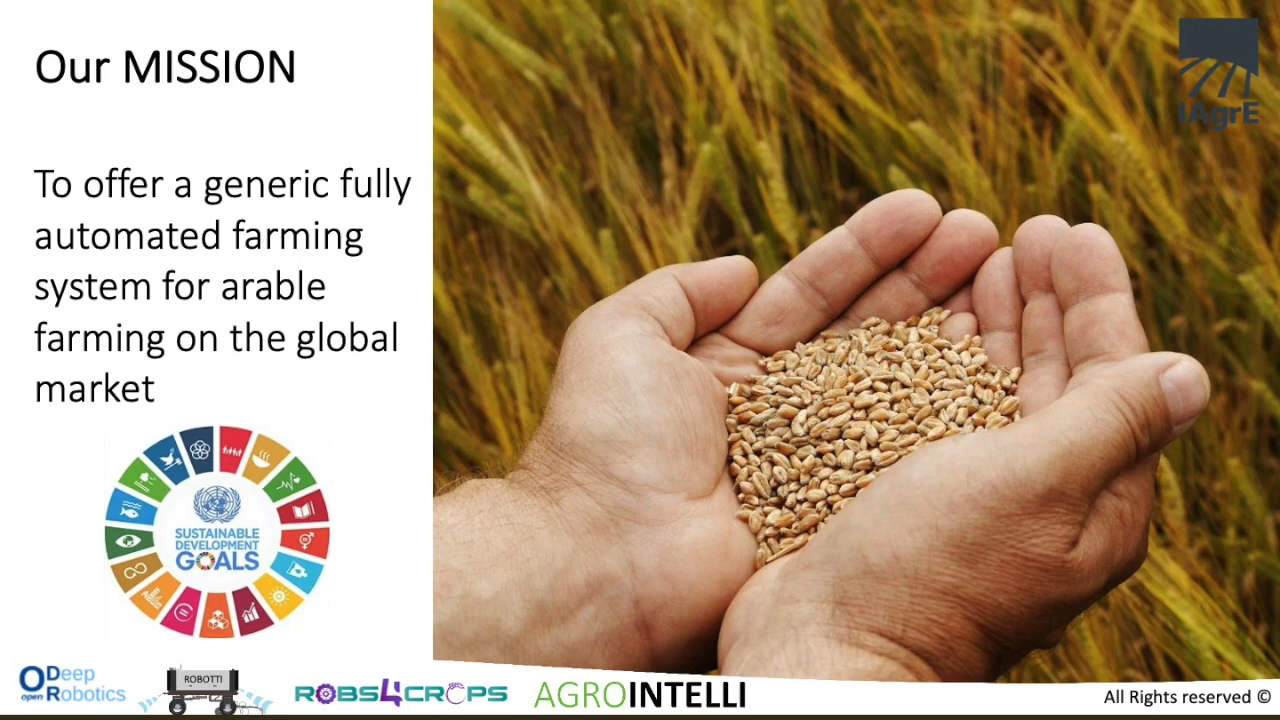 Our MISSION
IAgrE
To offer a generic fully
automated farming
system for arable
farming on the global
market
SUSTAINABLE
DEVELOPMENT
GOALS
Deep
open Robotics
ROBOTTI
ROBS4CROPS
AGROINTELLI
All Rights reserved ©